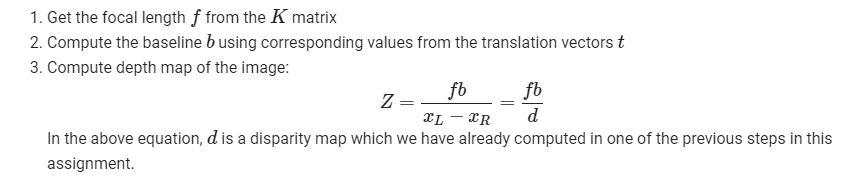 1. Get the focal length f from the K matrix
2. Compute the baseline b using corresponding values from the translation vectors t
3. Compute depth map of the image:
Z = fb / (x_L − x_R) = fb / d
In the above equation, d is a disparity map which we have already computed in one of the previous steps in this
assignment.